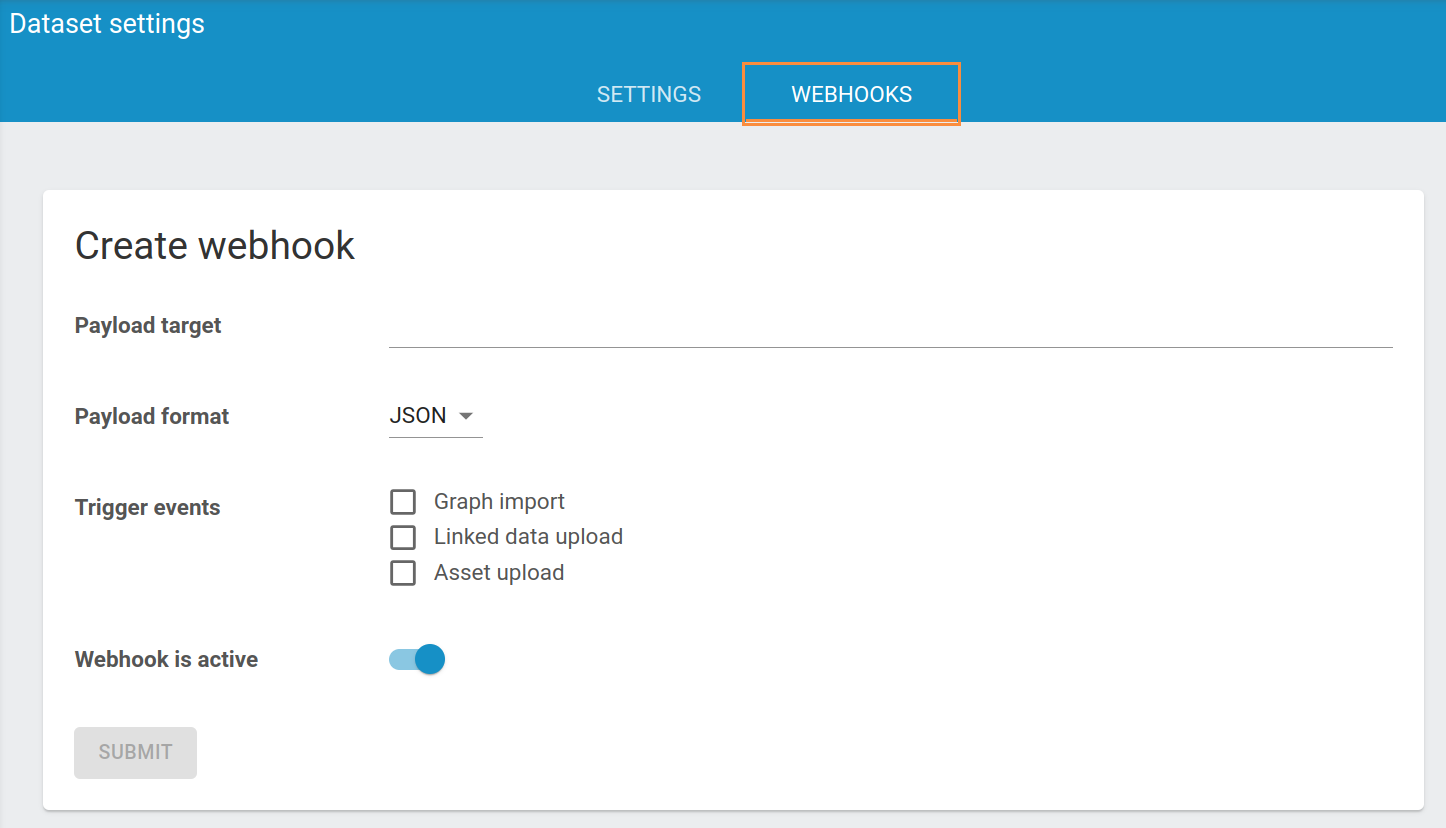 Dataset settings
SETTINGS WEBHOOKS
Create webhook
Payload target
Payload format JSON
Trigger events
Graph import
Linked data upload
Asset upload
Webhook is active
SUBMIT